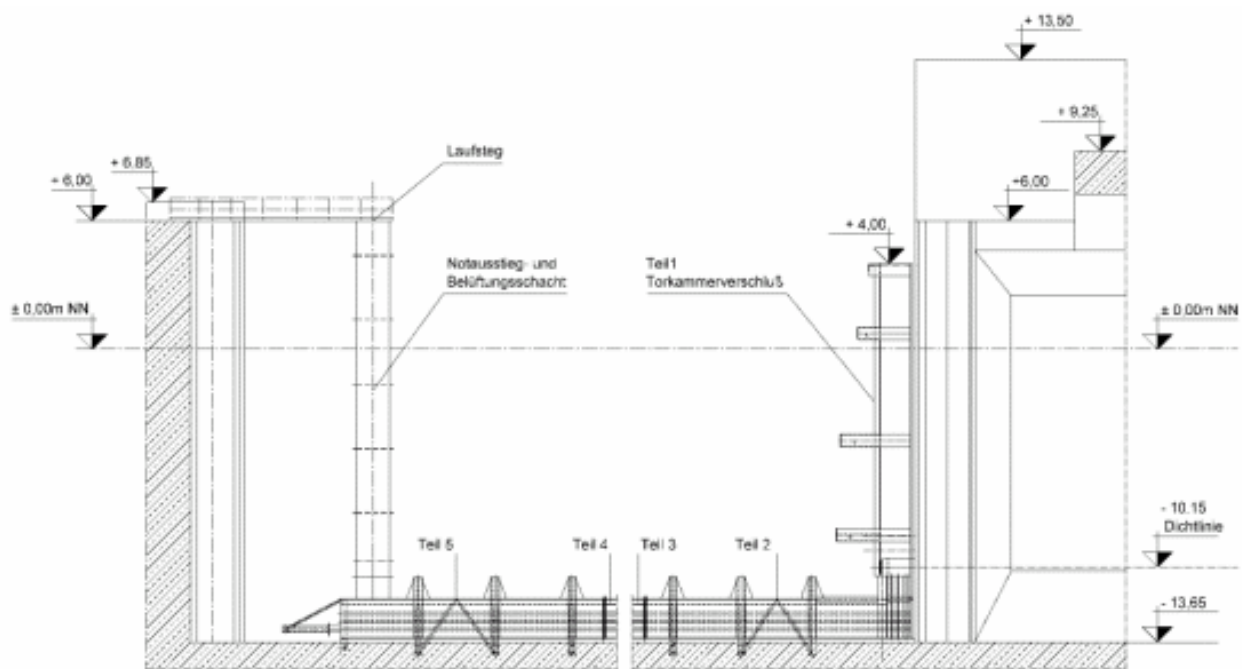 + 13,50
+ 9,25
Laufsteg
+ 6,85
+ 6,00
+6,00
+ 4,00
Notausstieg- und
Belüftungsschacht
Teil1
Torkammerverschluß
± 0,00m NN
± 0,00m NN
- 10.15
Dichtlinie
Teil 5
Teil 4
Teil 3
Teil 2
- 13.65